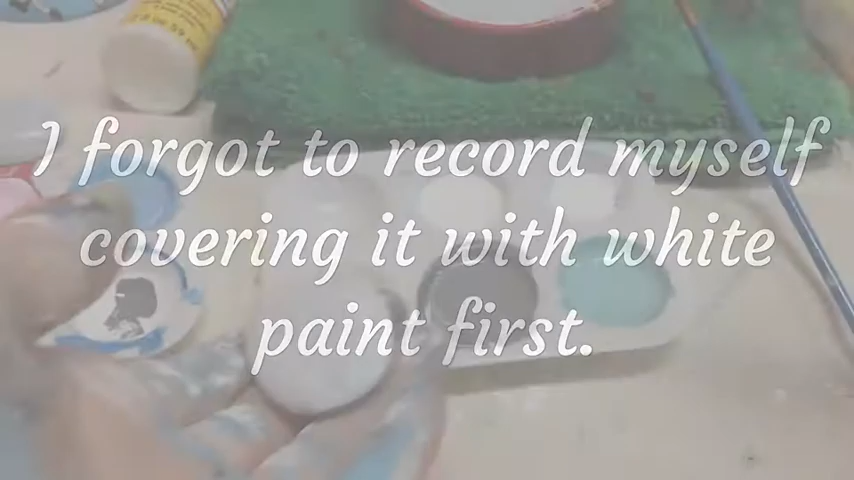 I forgot to record myself
covering it with white
paint first.